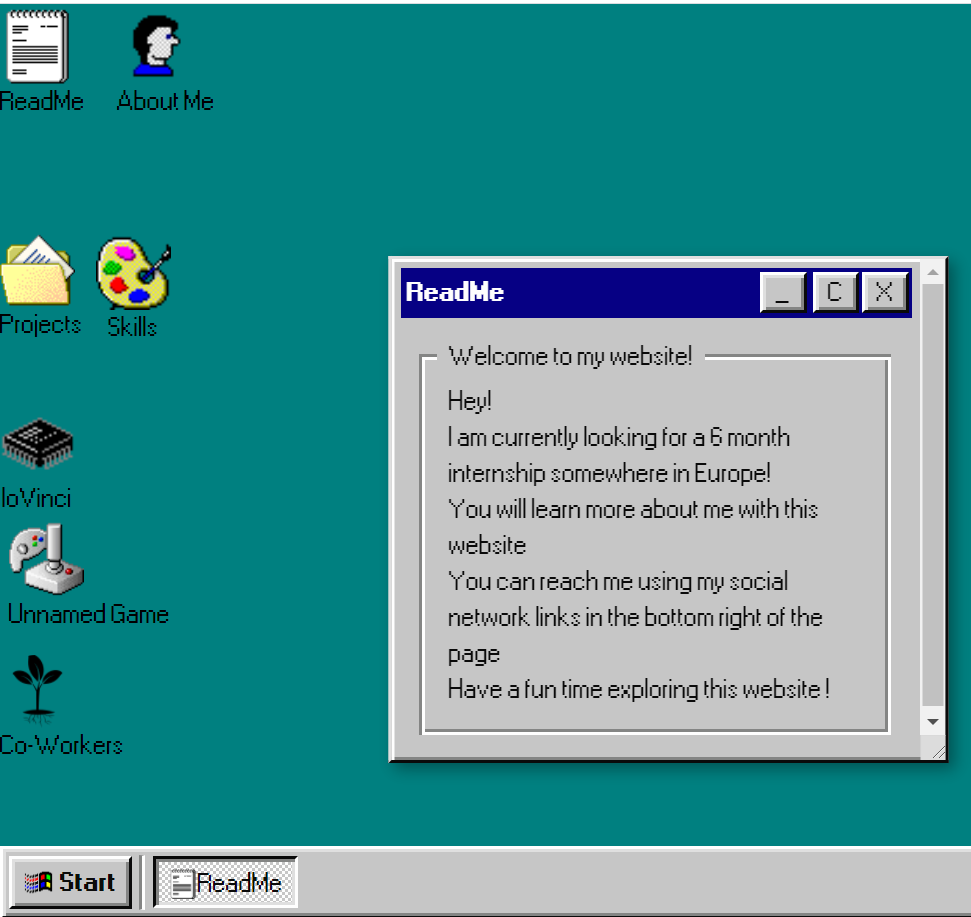 ReadMe
About Me
Projects
Skills
IoVinci
Unnamed Game
Co-Workers
ReadMe
_ C X
Welcome to my website!
Hey!
I am currently looking for a 6 month
internship somewhere in Europe!
You will learn more about me with this
website
You can reach me using my social
network links in the bottom right of the
page
Have a fun time exploring this website !
Start
ReadMe